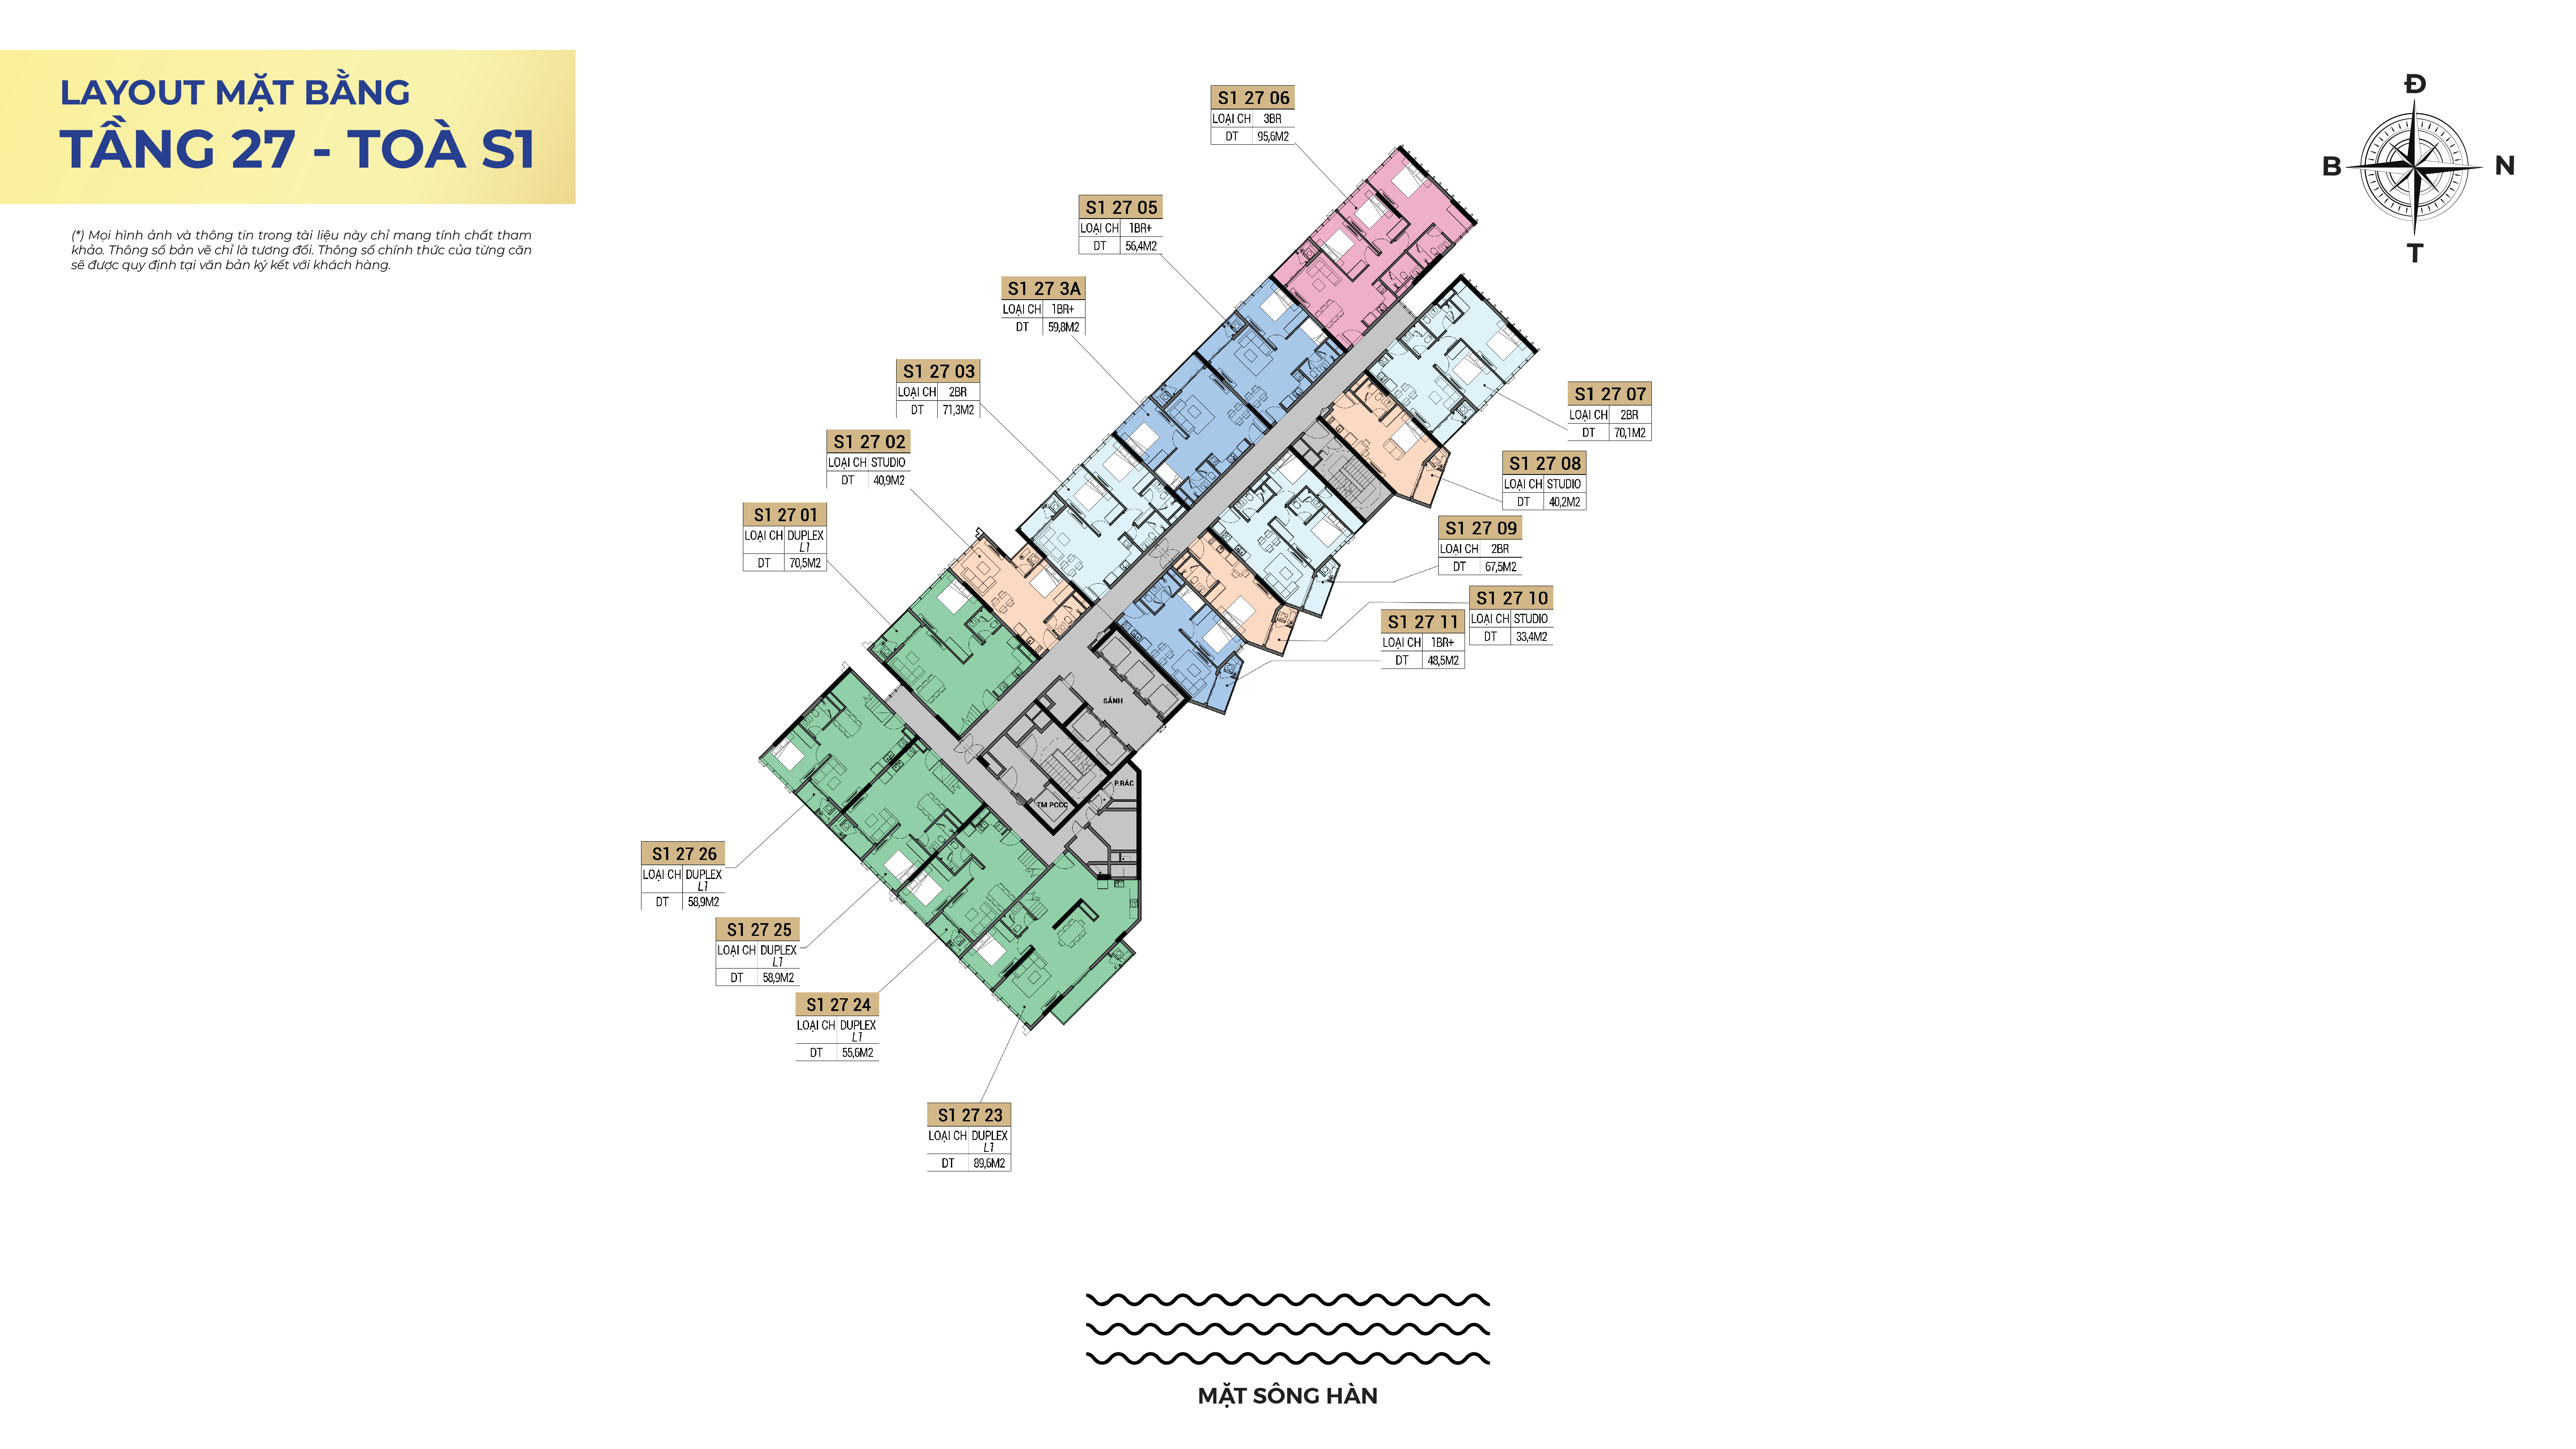 LAYOUT MẶT BẰNG
TẦNG 27 - TOÀ S1
(*) Mọi hình ảnh và thông tin trong tài liệu này chỉ mang tính chất tham
khảo. Thông số bản vẽ chỉ là tương đối. Thông số chính thức của từng căn
sẽ được quy định tại văn bản ký kết với khách hàng.
Đ
B
N
T
S1 27 06
LOẠI CH 3BR
DT 95,6M2
S1 27 05
LOẠI CH 1BR+
DT 56,4M2
S1 27 3A
LOẠI CH 1BR+
DT 59,8M2
S1 27 03
LOẠI CH 2BR
DT 71,3M2
S1 27 02
LOẠI CH STUDIO
DT 40,9M2
S1 27 01
LOẠI CH DUPLEX
L1
DT 70,5M2
S1 27 07
LOẠI CH 2BR
DT 70,1M2
S1 27 08
LOẠI CH STUDIO
DT 40,2M2
S1 27 09
LOẠI CH 2BR
DT 67,5M2
S1 27 10
LOẠI CH STUDIO
DT 33,4M2
S1 27 11
LOẠI CH 1BR+
DT 48,5M2
SẢNH
P.RÁC
TM PCCC
S1 27 26
LOẠI CH DUPLEX
L1
DT 58,9M2
S1 27 25
LOẠI CH DUPLEX
L1
DT 58,9M2
S1 27 24
LOẠI CH DUPLEX
L1
DT 55,6M2
S1 27 23
LOẠI CH DUPLEX
L1
DT 89,6M2
MẶT SÔNG HÀN